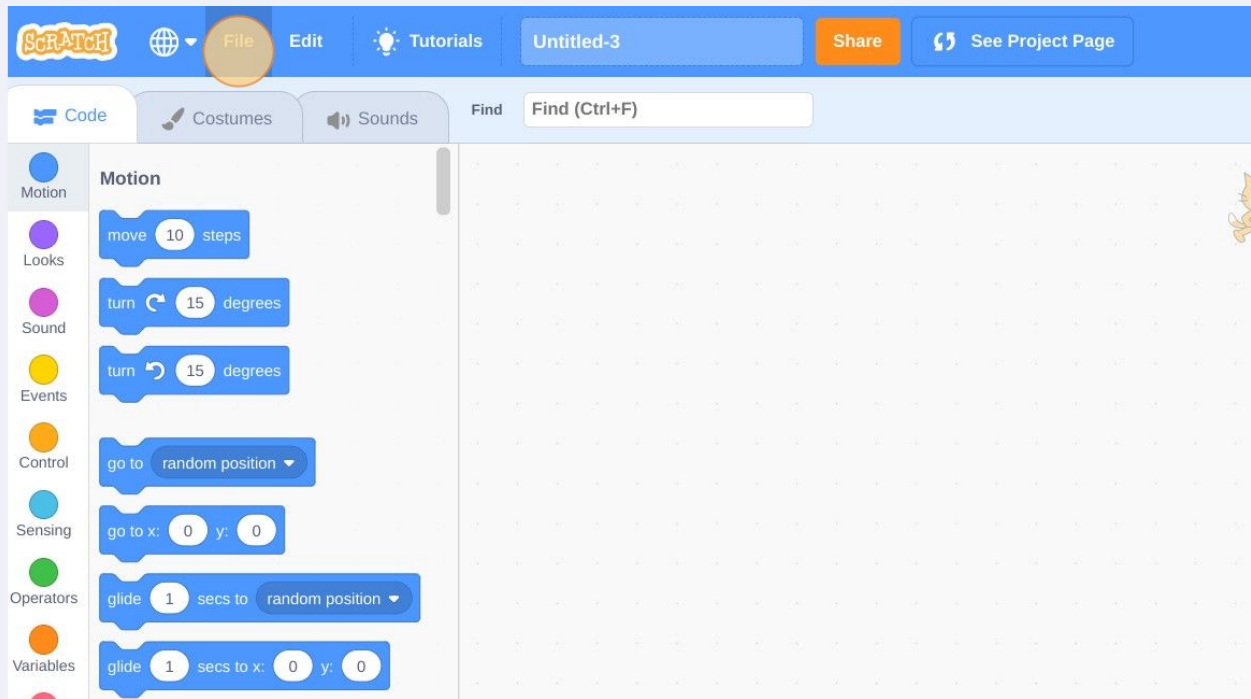 SCRATCH File Edit Tutorials Untitled-3 Share See Project Page
Code Costumes Sounds Find Find (Ctrl+F)
Motion
Looks
Sound
Events
Control
Sensing
Operators
Variables
Motion
move 10 steps
turn 15 degrees
turn 15 degrees
go to random position
go to x: 0 y: 0
glide 1 secs to random position
glide 1 secs to x: 0 y: 0